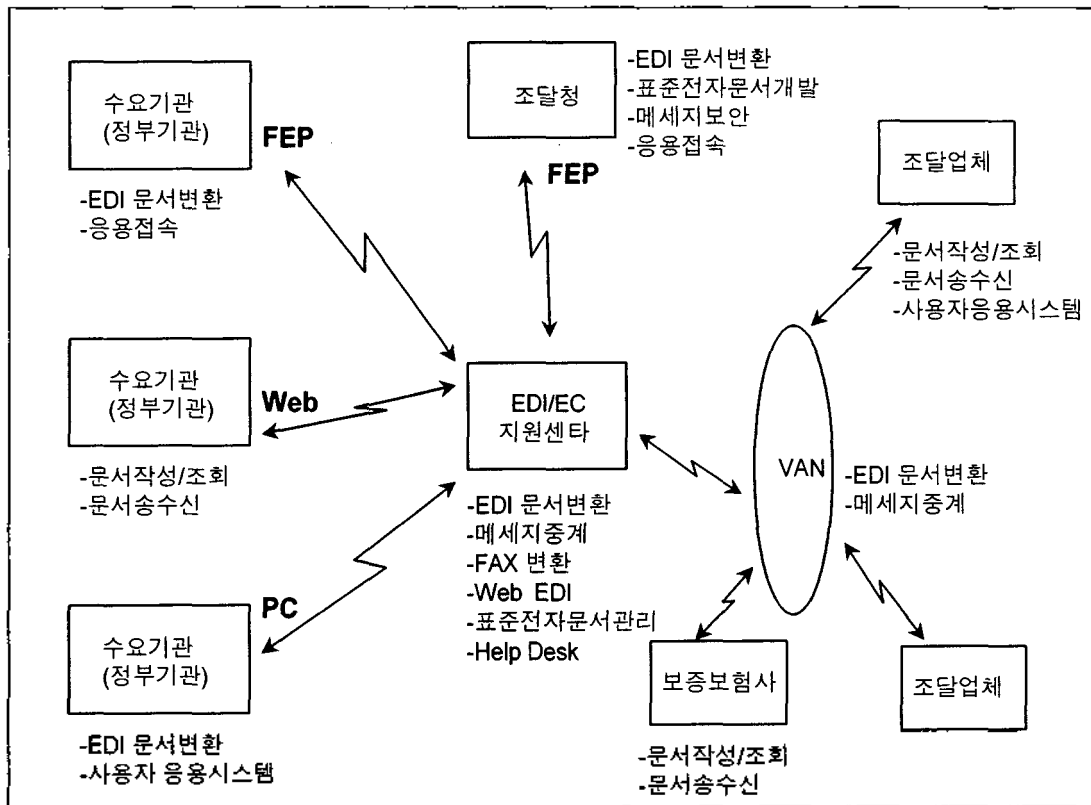 수요기관
(정부기관)
FEP
-EDI 문서변환
-응용접속
조달청
FEP
-EDI 문서변환
-표준전자문서개발
-메세지보안
-응용접속
조달업체
-문서작성/조회
-문서송수신
-사용자응용시스템
수요기관
(정부기관)
Web
-문서작성/조회
-문서송수신
EDI/EC
지원센타
-EDI 문서변환
-메세지중계
-FAX 변환
-Web EDI
-표준전자문서관리
-Help Desk
VAN
-EDI 문서변환
-메세지중계
수요기관
(정부기관)
PC
-EDI 문서변환
-사용자 응용시스템
보증보험사
-문서작성/조회
-문서송수신
조달업체